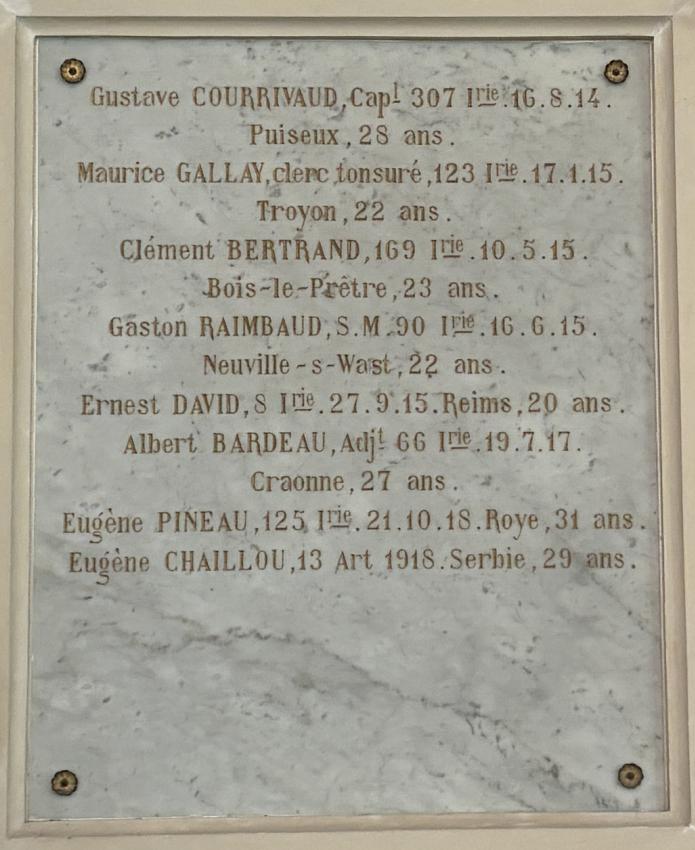 Gustave COURRIVAUD, Capl 307 Irie.16.8.14.
Puiseux, 28 ans.
Maurice GALLAY, clerc tonsuré, 123 Irie.17.1.15.
Troyon, 22 ans.
Clément BERTRAND, 169 Irie.10.5.15.
Bois-le-Prêtre, 23 ans.
Gaston RAIMBAUD, S.M.90 Irie.16.6.15.
Neuville-s-Wast, 22 ans.
Ernest DAVID, 8 Irie.27.9.15.Reims, 20 ans.
Albert BARDEAU, Adjt 66 Irie.19.7.17.
Craonne, 27 ans.
Eugène PINEAU, 125 Irie.21.10.18.Roye, 31 ans.
Eugène CHAILLOU, 13 Art 1918.Serbie, 29 ans.